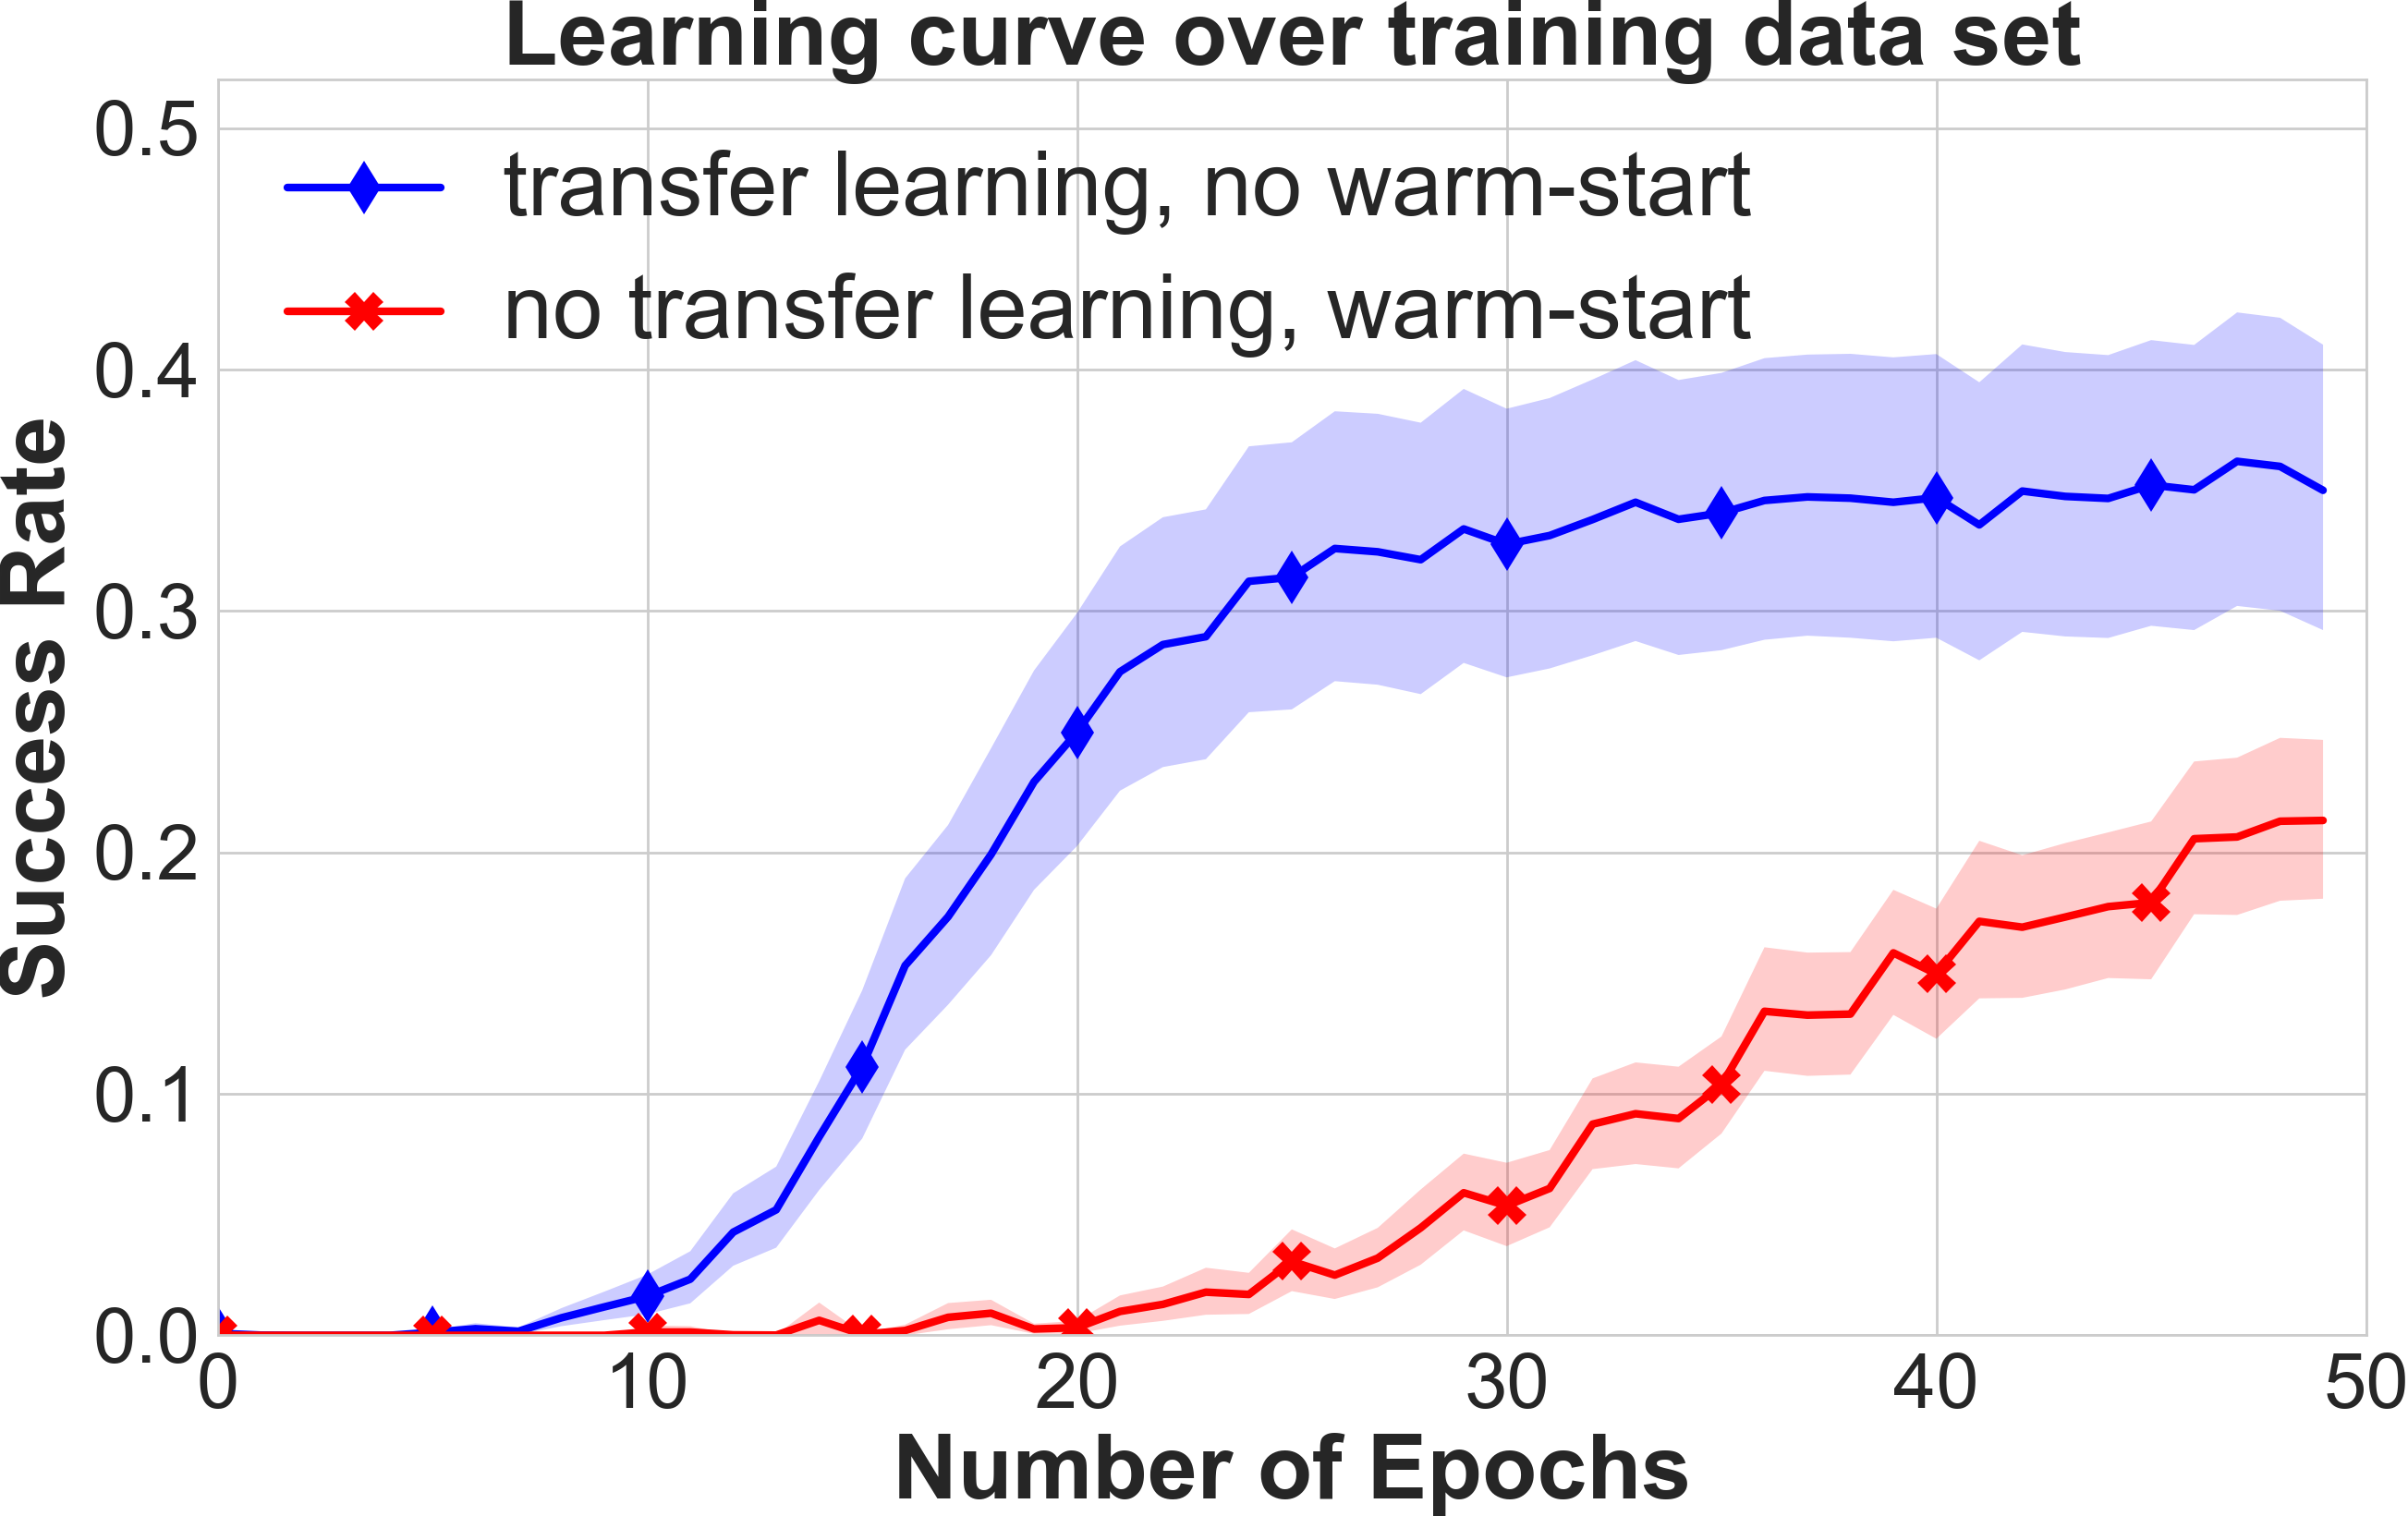 Learning curve over training data set
0.5
transfer learning, no warm-start
no transfer learning, warm-start
0.4
0.3
0.2
0.1
0.0
Success Rate
0 10 20 30 40 50
Number of Epochs